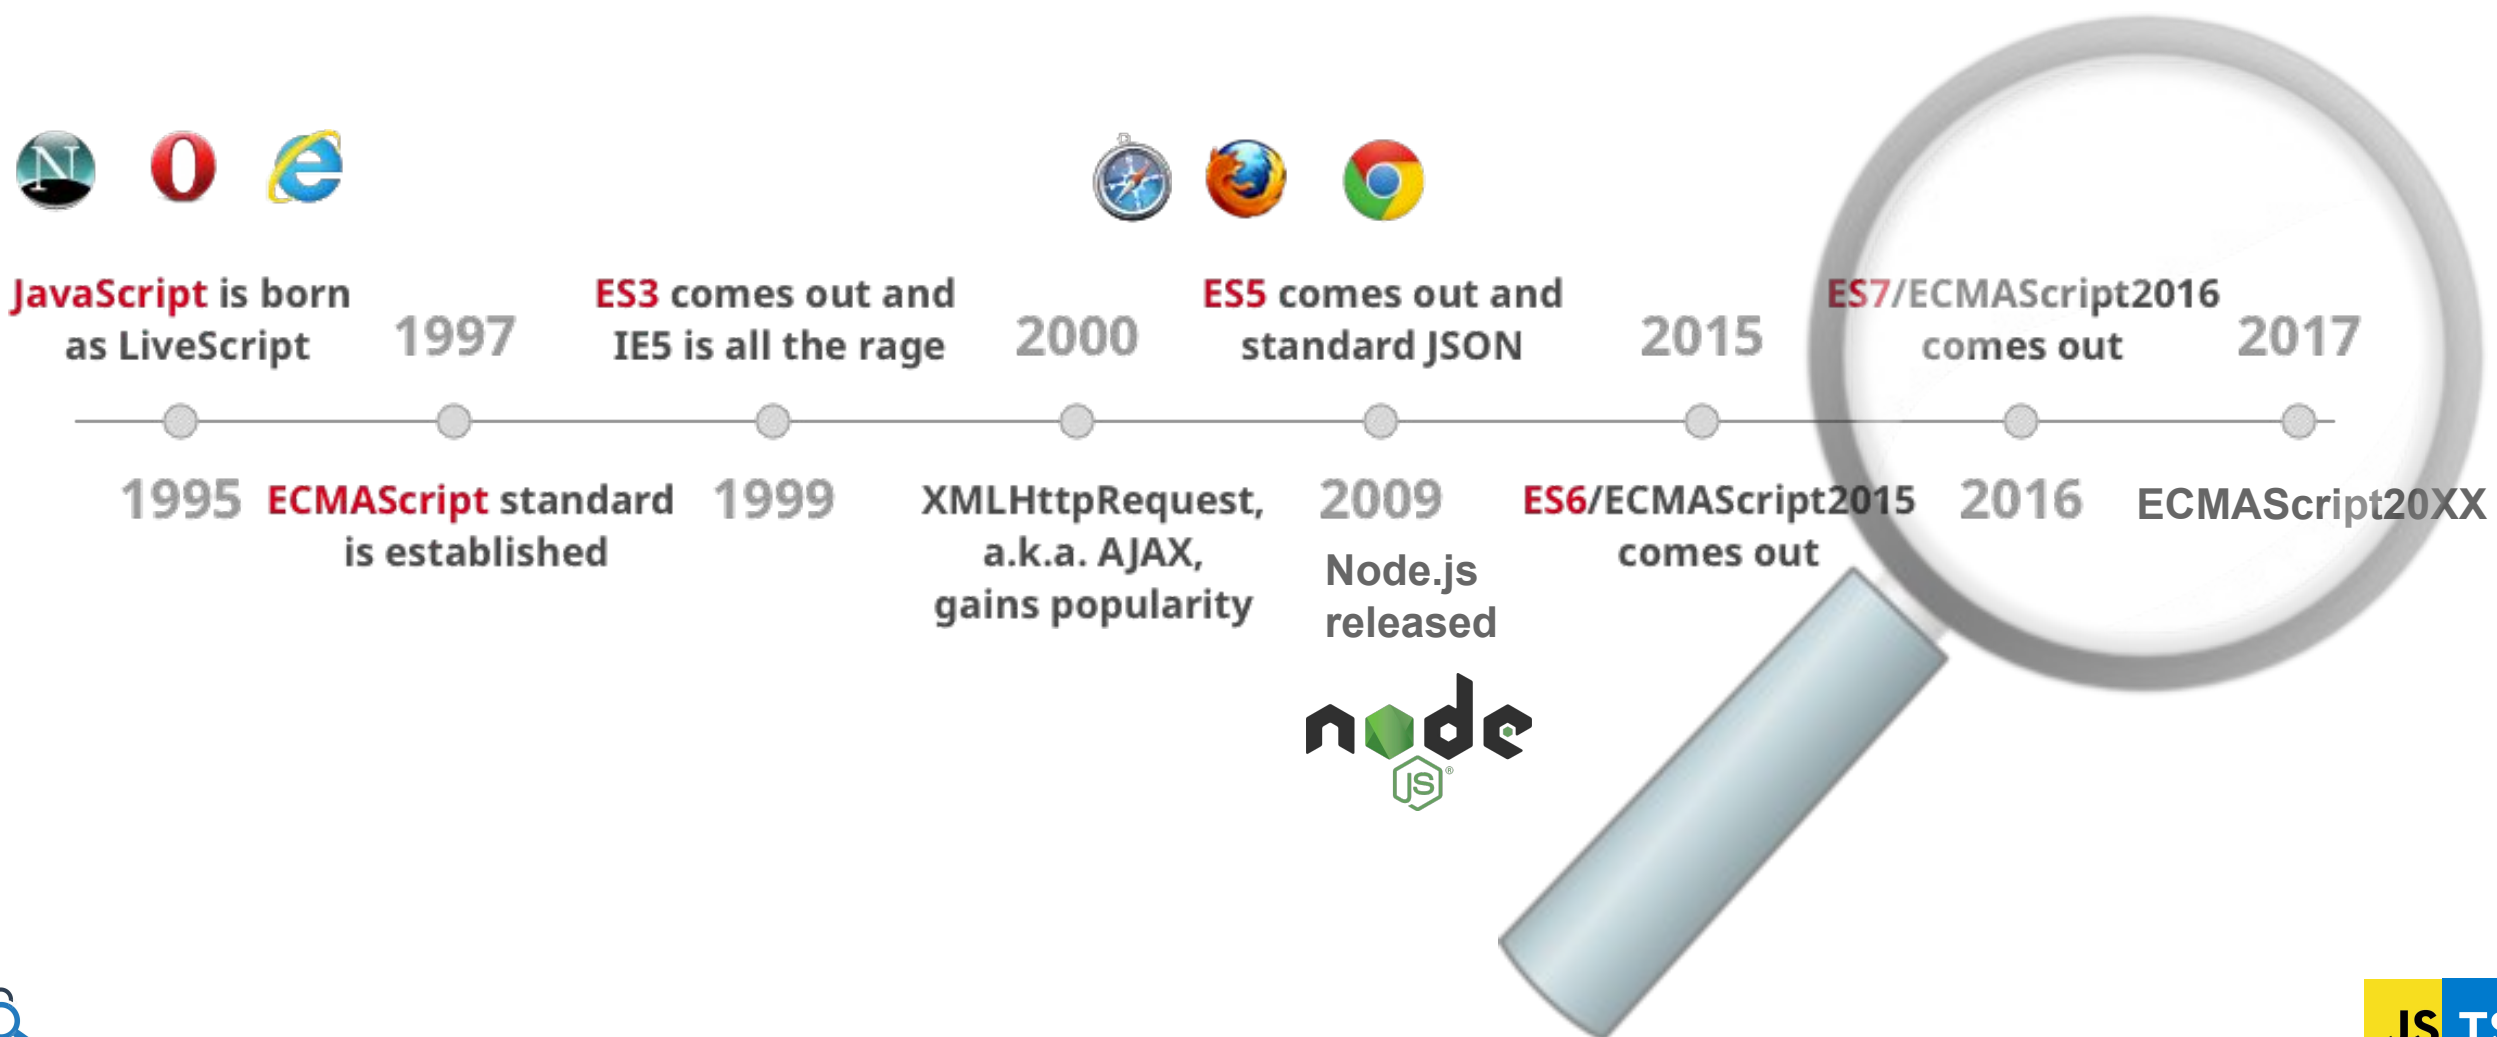 N
JavaScript is born
as LiveScript
1995
1997
ECMAScript standard
is established
ES3 comes out and
IE5 is all the rage
1999
2000
XMLHttpRequest,
a.k.a. AJAX,
gains popularity
ES5 comes out and
standard JSON
2009
Node.js
released
node
JS
®
2015
ES6/ECMAScript2015
comes out
ES7/ECMAScript2016
comes out
2016
2017
ECMAScript20XX
JS